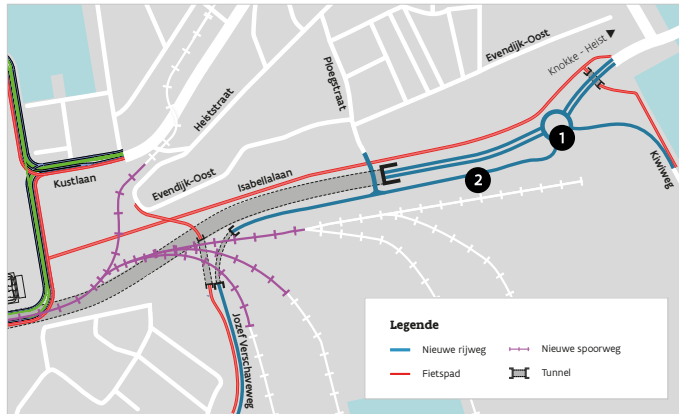 Evendijk-Oost
Knokke - Heist
Ploegstraat
Heiststraat
1
Kustlaan
Evendijk-Oost
Isabellalaan
2
Kiwiweg
Jozef Verschaveweg
Legende
Nieuwe rijweg
Nieuwe spoorweg
Fietspad
Tunnel